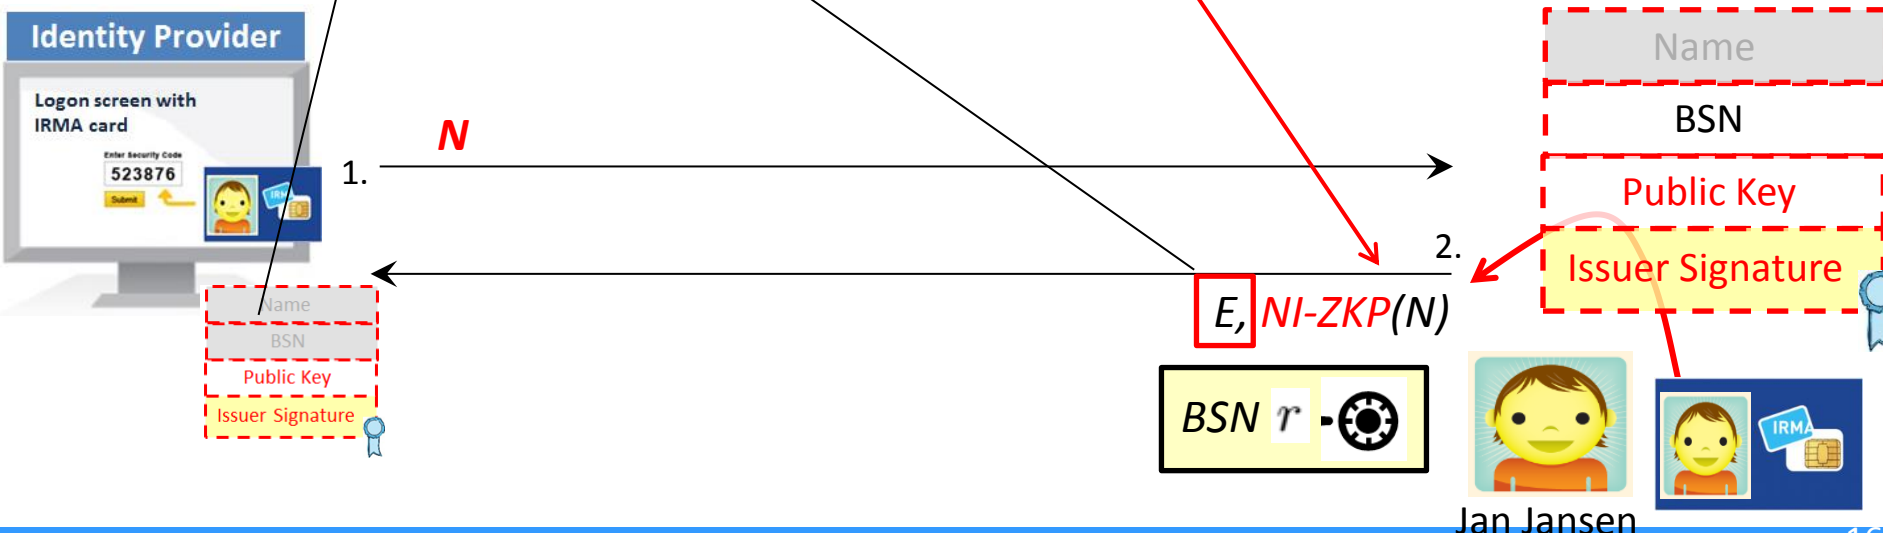 Identity Provider
Logon screen with
IRMA card
Enter Security Code
523876
Submit
IRMA
1.
N
2.
E, NI-ZKP(N)
BSN r
Name
BSN
Public Key
Issuer Signature
Name
BSN
Public Key
Issuer Signature
IRMA
Jan Jansen